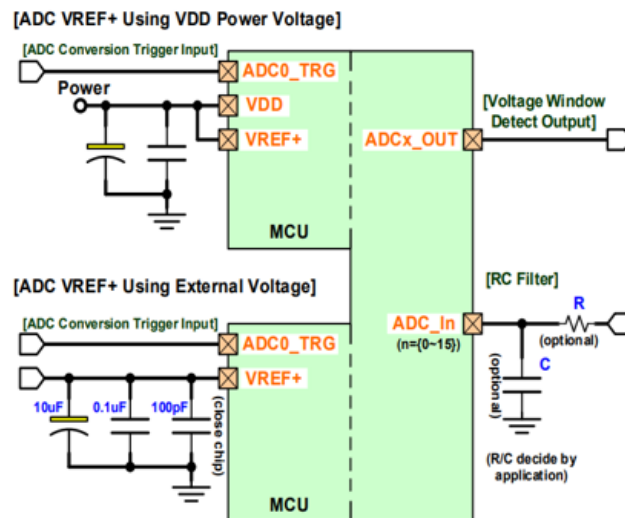 [ADC VREF+ Using VDD Power Voltage]
[ADC Conversion Trigger Input]
ADC0_TRG
Power
VDD
VREF+
MCU
[Voltage Window
Detect Output]
ADCx_OUT
[ADC VREF+ Using External Voltage]
[ADC Conversion Trigger Input]
ADC0_TRG
VREF+
10uF
0.1uF
100pF
(close chip)
MCU
[RC Filter]
ADC_In
(n={0~15})
R
(optional)
C
(optional)
(R/C decide by
application)